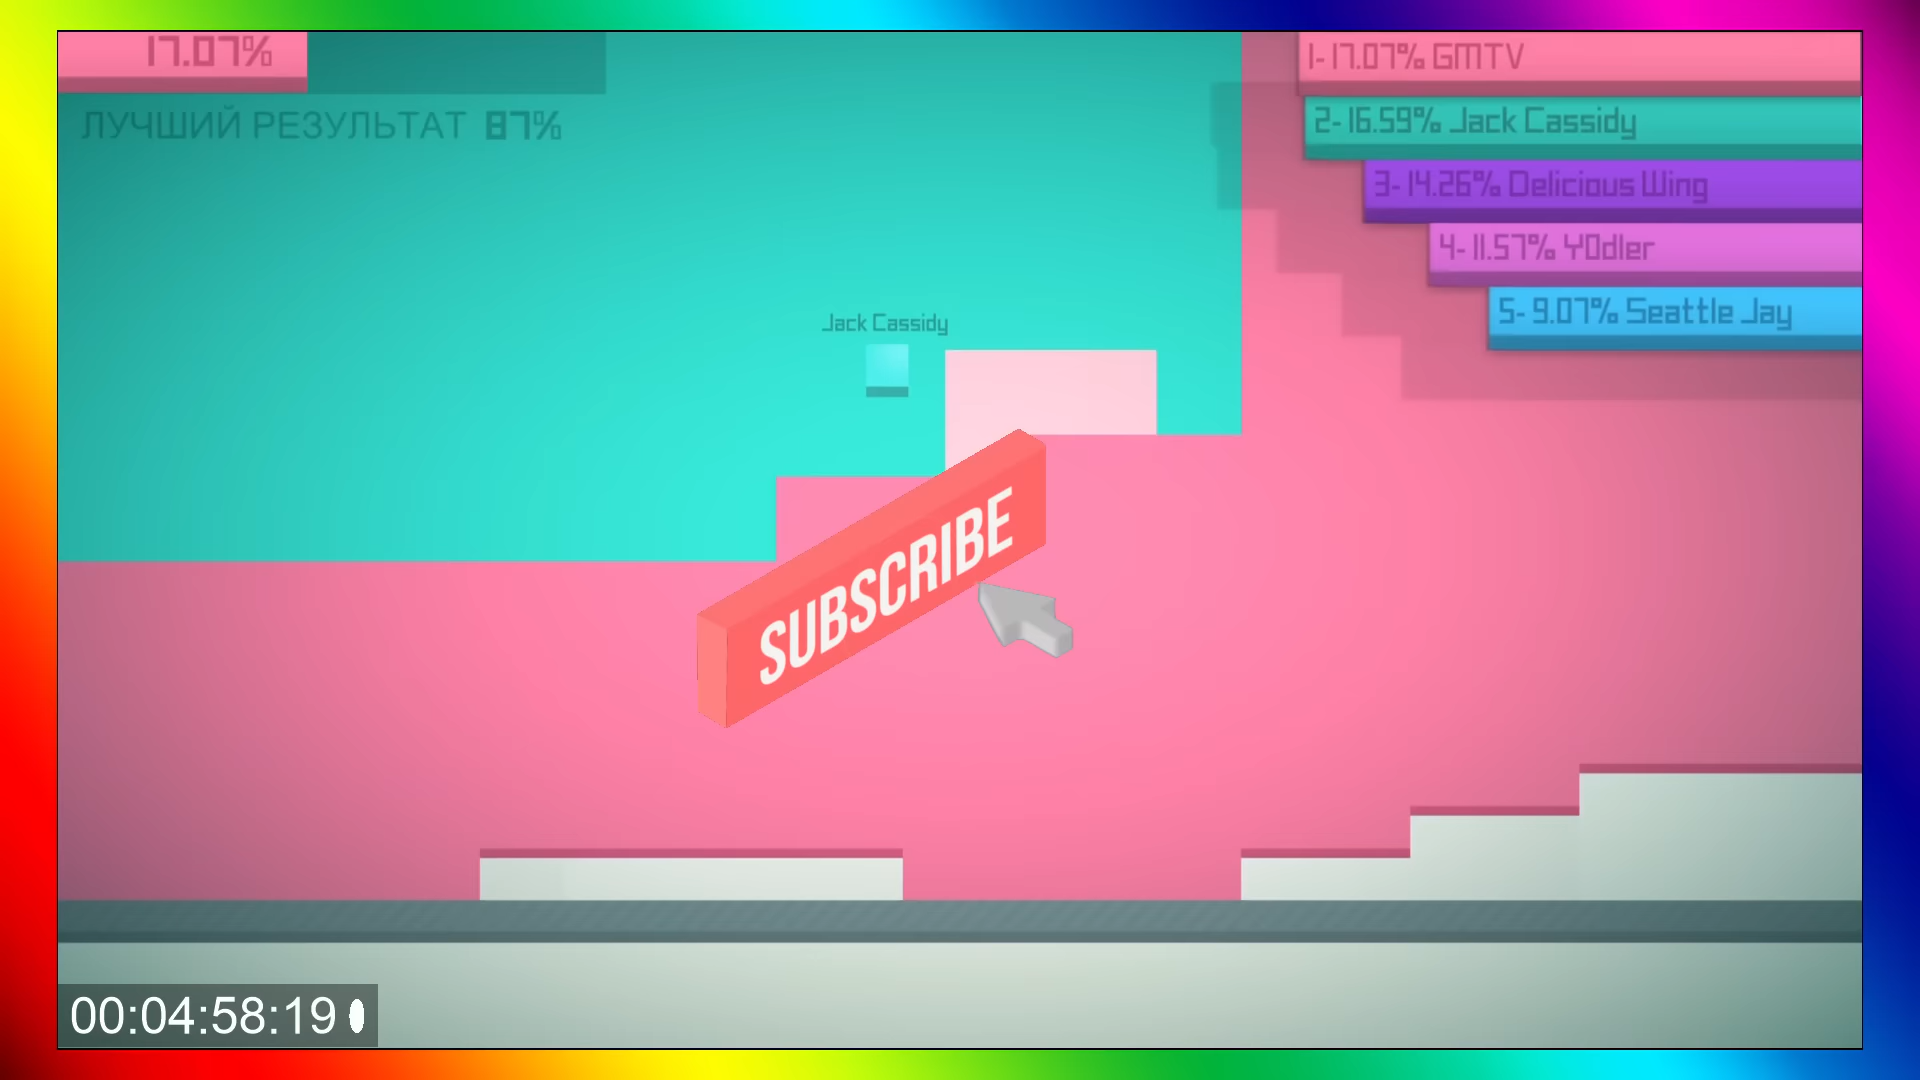 17.07%
ЛУЧШИЙ РЕЗУЛЬТАТ 87%
1- 17.07% GMTV
2- 16.59% Jack Cassidy
3- 14.26% Delicious Wing
4- 11.57% Y0dler
5- 9.07% Seattle Jay
Jack Cassidy
SUBSCRIBE
00:04:58:19